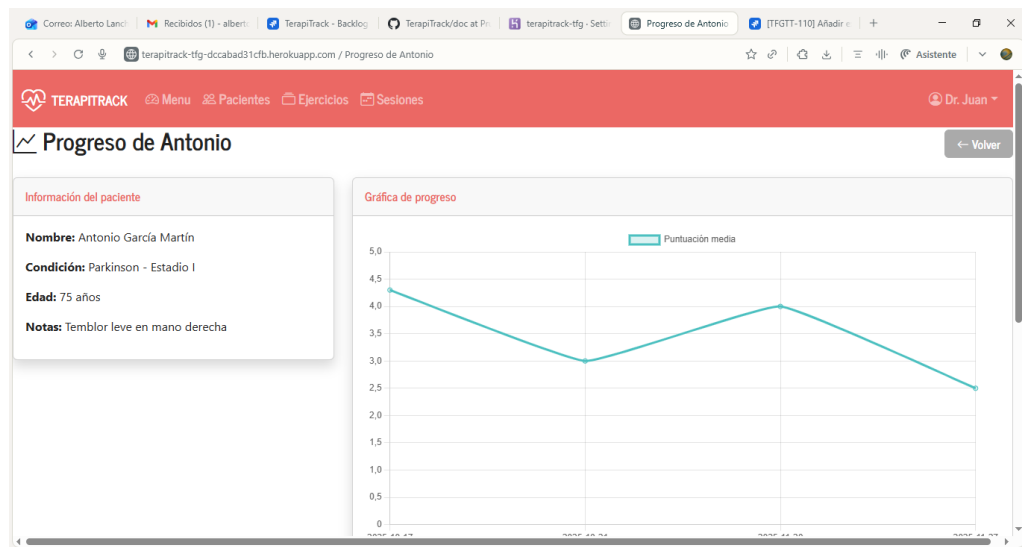 Correo: Alberto Lanch
Recibidos (1) - albert
TerapiTrack - Backlog
TerapiTrack/doc at Pr
terapitrack-tfg - Setti
Progreso de Antonio
[TFGTT-110] Añadir e
terapitrack-tfg-dccabad31cfb.herokuapp.com / Progreso de Antonio
Asistente
TERAPITRACK
Menu
Pacientes
Ejercicios
Sesiones
Dr. Juan
Progreso de Antonio
← Volver
Información del paciente
Nombre: Antonio García Martín
Condición: Parkinson - Estadio I
Edad: 75 años
Notas: Temblor leve en mano derecha
Gráfica de progreso
Puntuación media
5,0
4,5
4,0
3,5
3,0
2,5
2,0
1,5
1,0
0,5
0